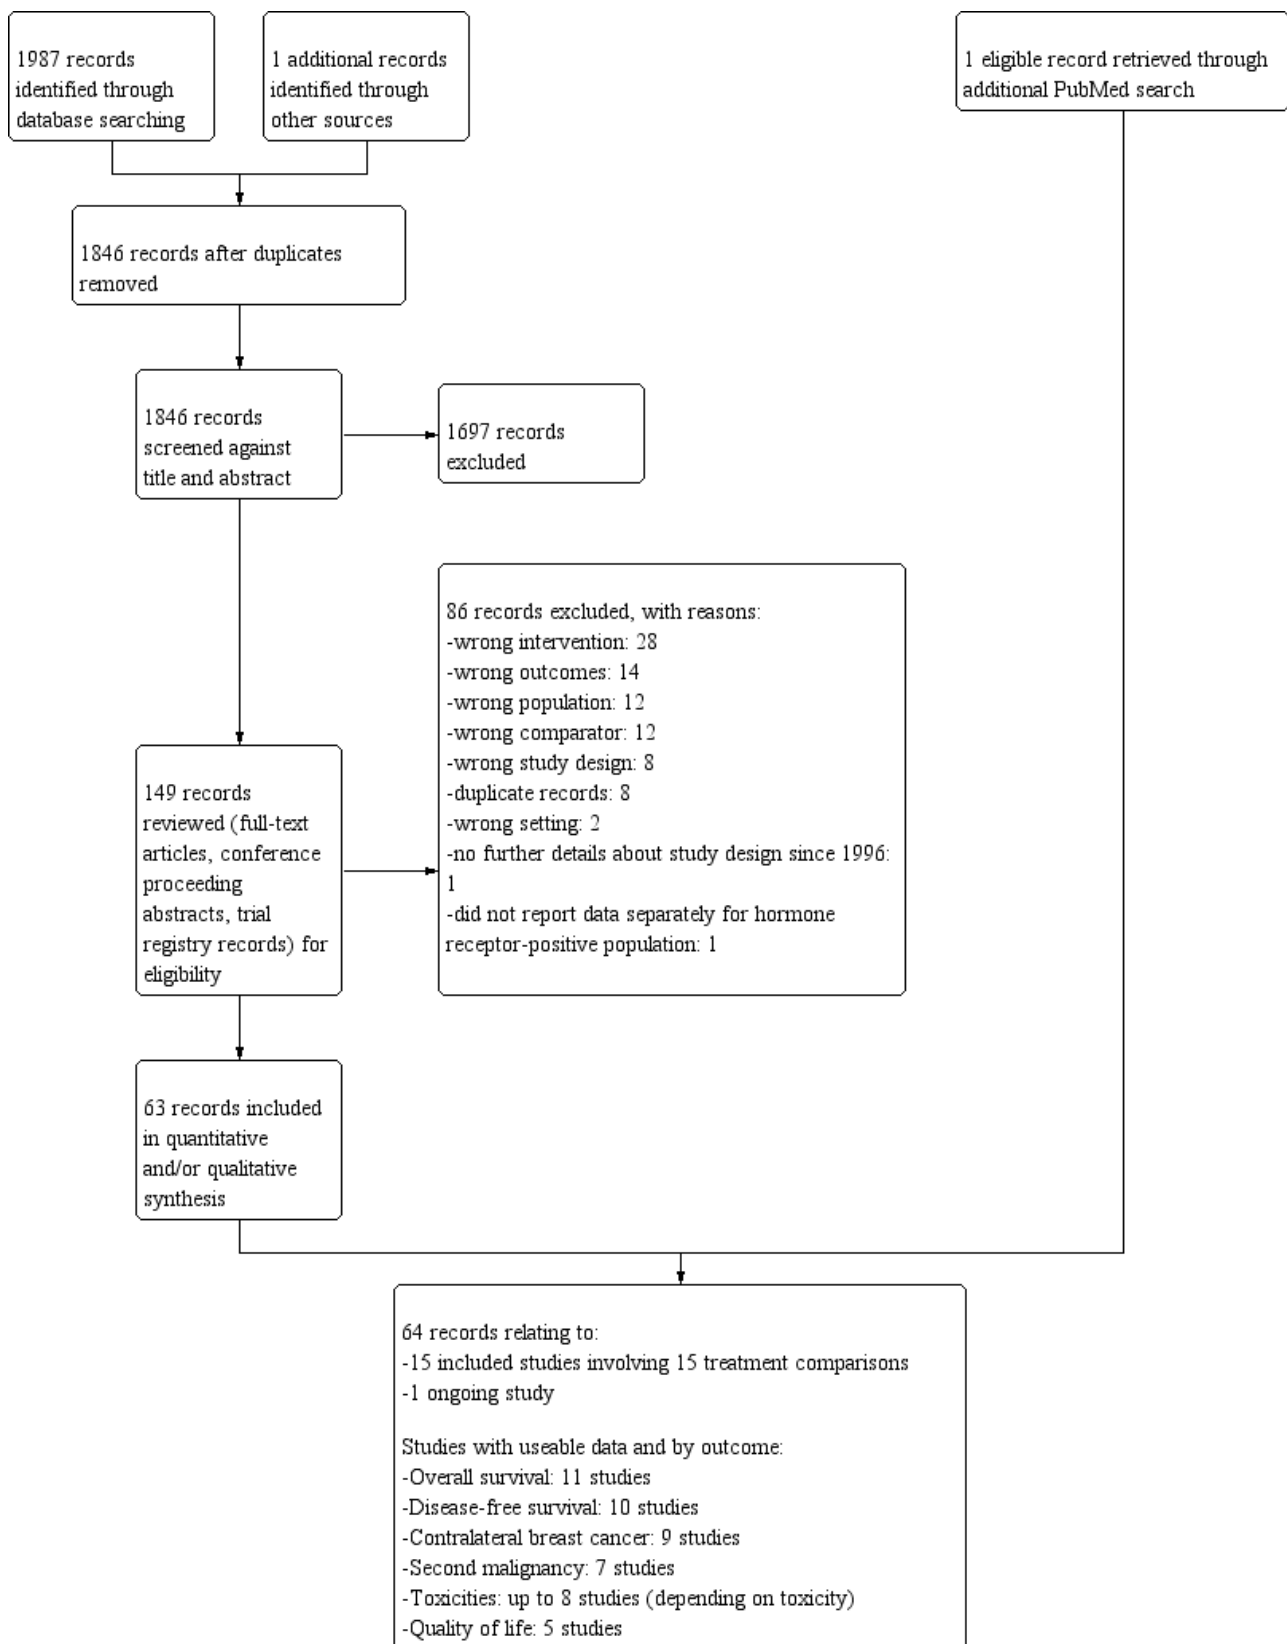 1987 records
identified through
database searching
1 additional records
identified through
other sources
1 eligible record retrieved through
additional PubMed search
1846 records after duplicates
removed
1846 records
screened against
title and abstract
1697 records
excluded
86 records excluded, with reasons:
-wrong intervention: 28
-wrong outcomes: 14
-wrong population: 12
-wrong comparator: 12
-wrong study design: 8
-duplicate records: 8
-wrong setting: 2
-no further details about study design since 1996:
1
-did not report data separately for hormone
receptor-positive population: 1
149 records
reviewed (full-text
articles, conference
proceeding
abstracts, trial
registry records) for
eligibility
63 records included
in quantitative
and/or qualitative
synthesis
64 records relating to:
-15 included studies involving 15 treatment comparisons
-1 ongoing study
Studies with useable data and by outcome:
-Overall survival: 11 studies
-Disease-free survival: 10 studies
-Contralateral breast cancer: 9 studies
-Second malignancy: 7 studies
-Toxicities: up to 8 studies (depending on toxicity)
-Quality of life: 5 studies